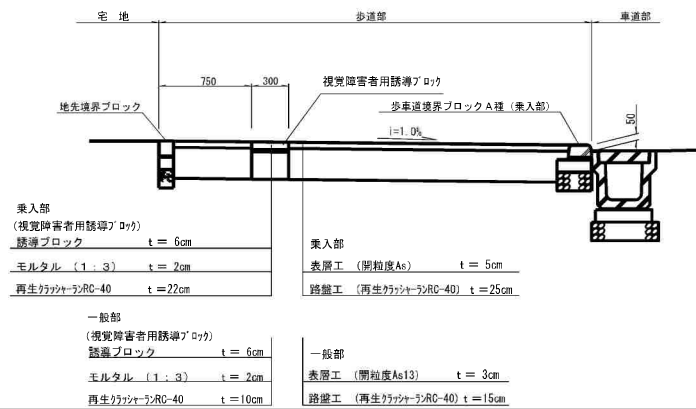 宅 地
歩道部
車道部
750
300
視覚障害者用誘導ブロック
地先境界ブロック
歩車道境界ブロックA種（乗入部）
i=1.0%
50
乗入部
(視覚障害者用誘導ブロック)
誘導ブロック t = 6cm
モルタル （1：3） t = 2cm
再生クラッシャーランRC-40 t =22cm
乗入部
表層工 （開粒度As） t = 5cm
路盤工 （再生クラッシャーランRC-40） t =25cm
一般部
(視覚障害者用誘導ブロック)
誘導ブロック t = 6cm
モルタル （1：3） t = 2cm
再生クラッシャーランRC-40 t =10cm
一般部
表層工 （開粒度As13） t = 3cm
路盤工 （再生クラッシャーランRC-40） t =15cm